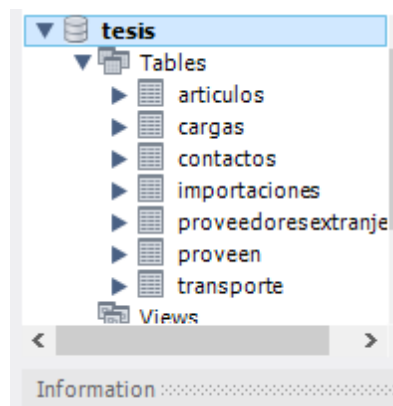 tesis
Tables
articulos
cargas
contactos
importaciones
proveedoresextranje
proveen
transporte
Views
Information